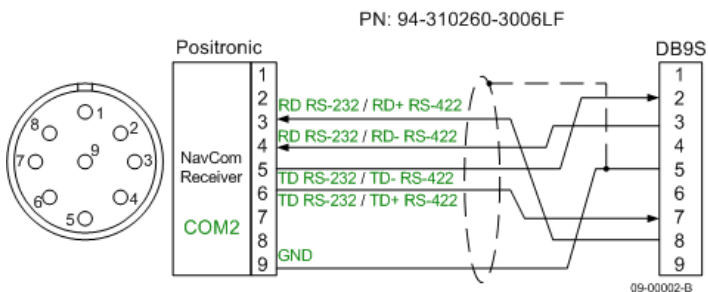 PN: 94-310260-3006LF
Positronic
DB9S
1
2
3
4
5
6
7
8
9
NavCom
Receiver
COM2
1
2
3
4
5
6
7
8
9
RD RS-232 / RD+ RS-422
RD RS-232 / RD- RS-422
TD RS-232 / TD- RS-422
TD RS-232 / TD+ RS-422
GND
1
2
3
4
5
7
8
9
09-00002-B